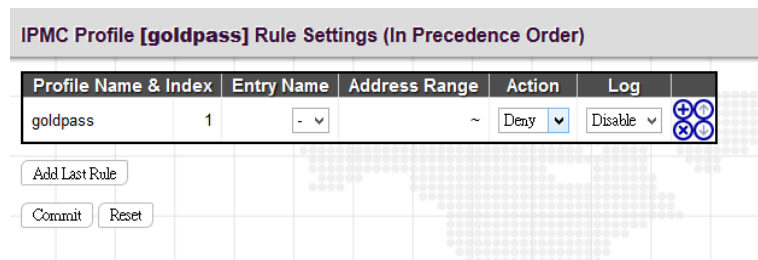 IPMC Profile [goldpass] Rule Settings (In Precedence Order)
Profile Name & Index Entry Name Address Range Action Log
goldpass 1 - ~ Deny Disable
Add Last Rule
Commit Reset